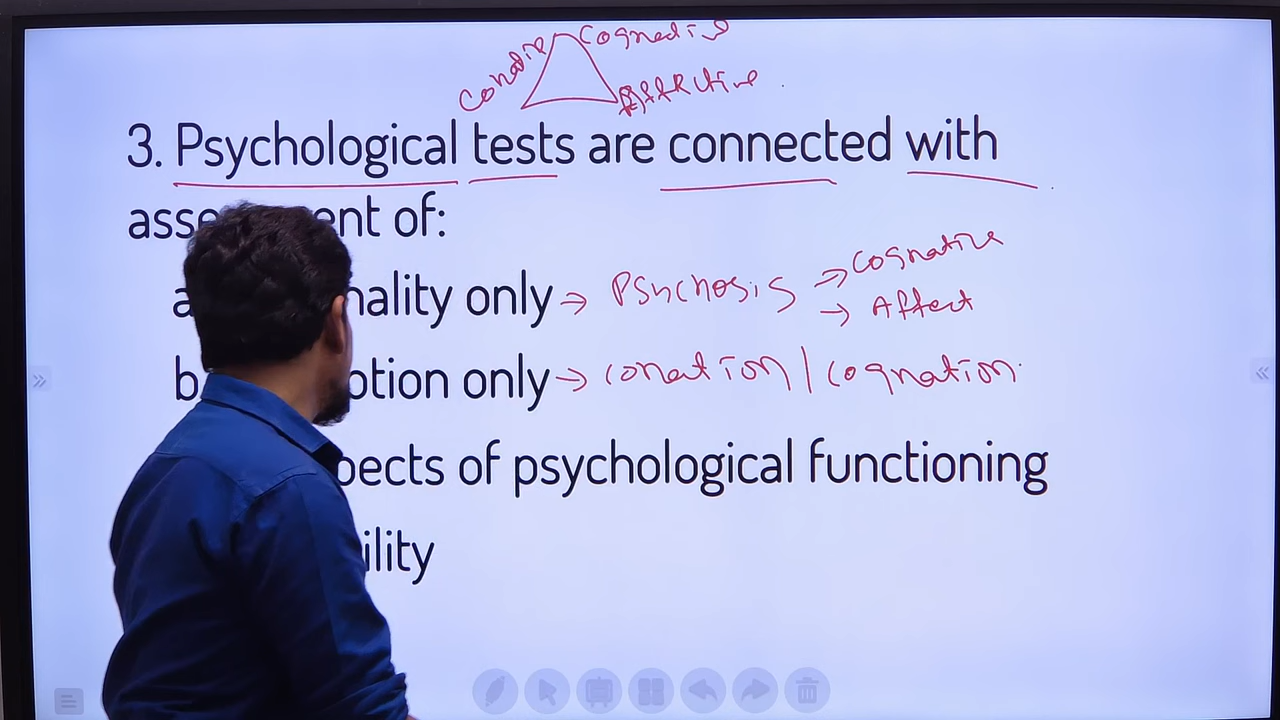 conative cognative
Affective
3. Psychological tests are connected with
ent of:
a nality only → Psychosis → cognative
→ Affect
b ption only → conation / cognation
pects of psychological functioning
ility